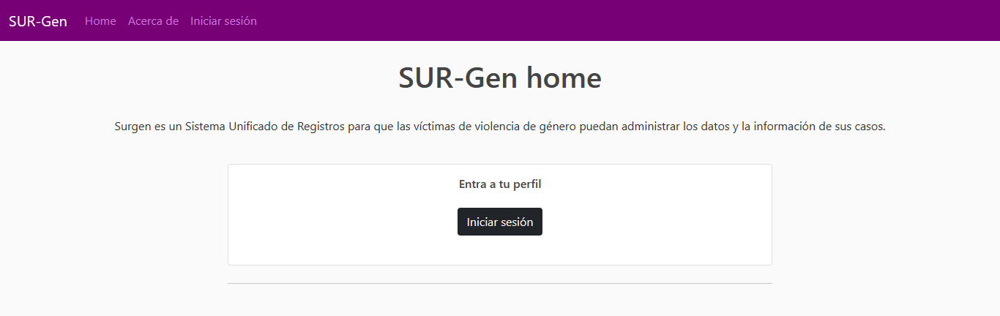 SUR-Gen Home Acerca de Iniciar sesión
SUR-Gen home
Surgen es un Sistema Unificado de Registros para que las víctimas de violencia de género puedan administrar los datos y la información de sus casos.
Entra a tu perfil
Iniciar sesión